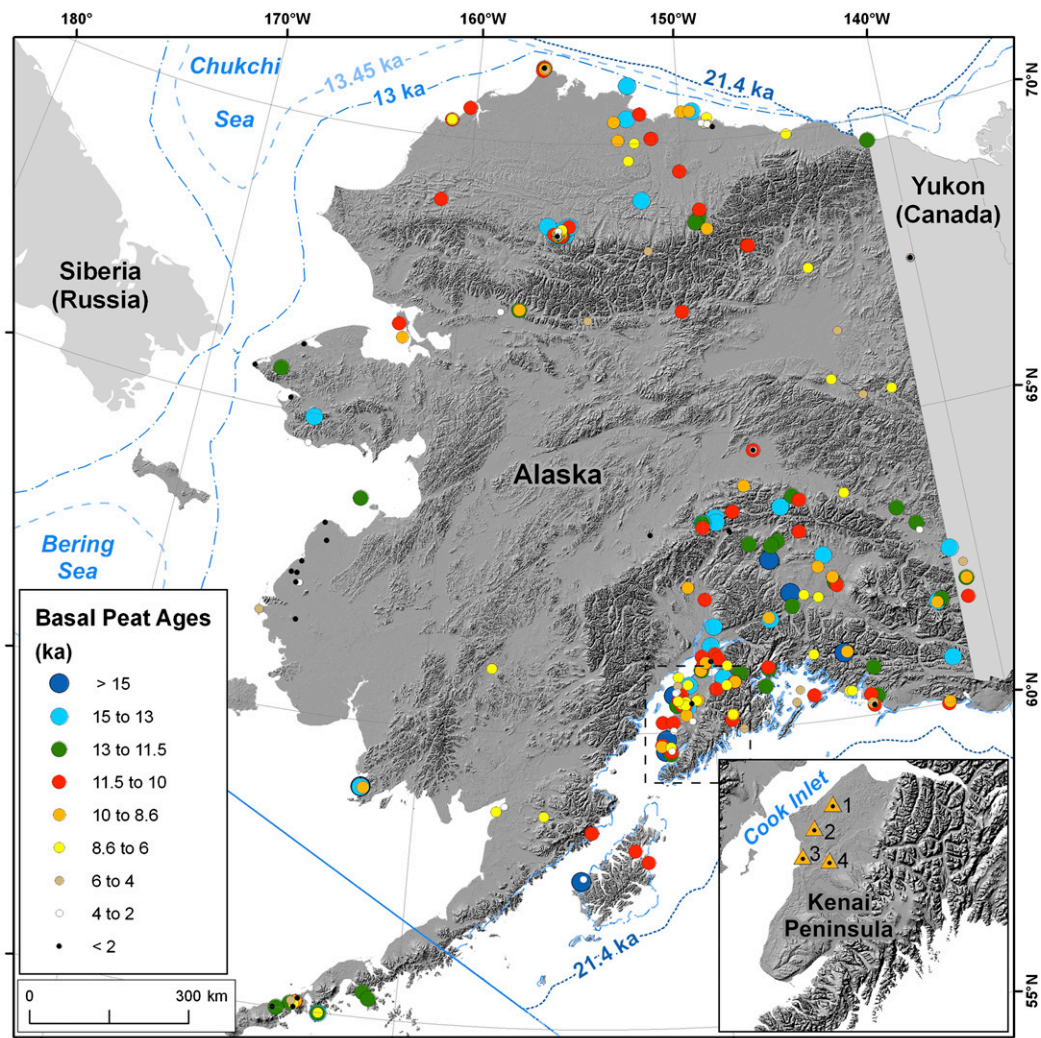 180°
170°W
160°W
150°W
140°W
Chukchi
Sea
13.45 ka
13 ka
21.4 ka
70°N
Yukon
(Canada)
Siberia
(Russia)
65°N
Alaska
Bering
Sea
Basal Peat Ages
(ka)
> 15
15 to 13
13 to 11.5
11.5 to 10
10 to 8.6
8.6 to 6
6 to 4
4 to 2
< 2
0 300 km
60°N
21.4 ka
55°N
Cook Inlet
1
2
3
4
Kenai
Peninsula